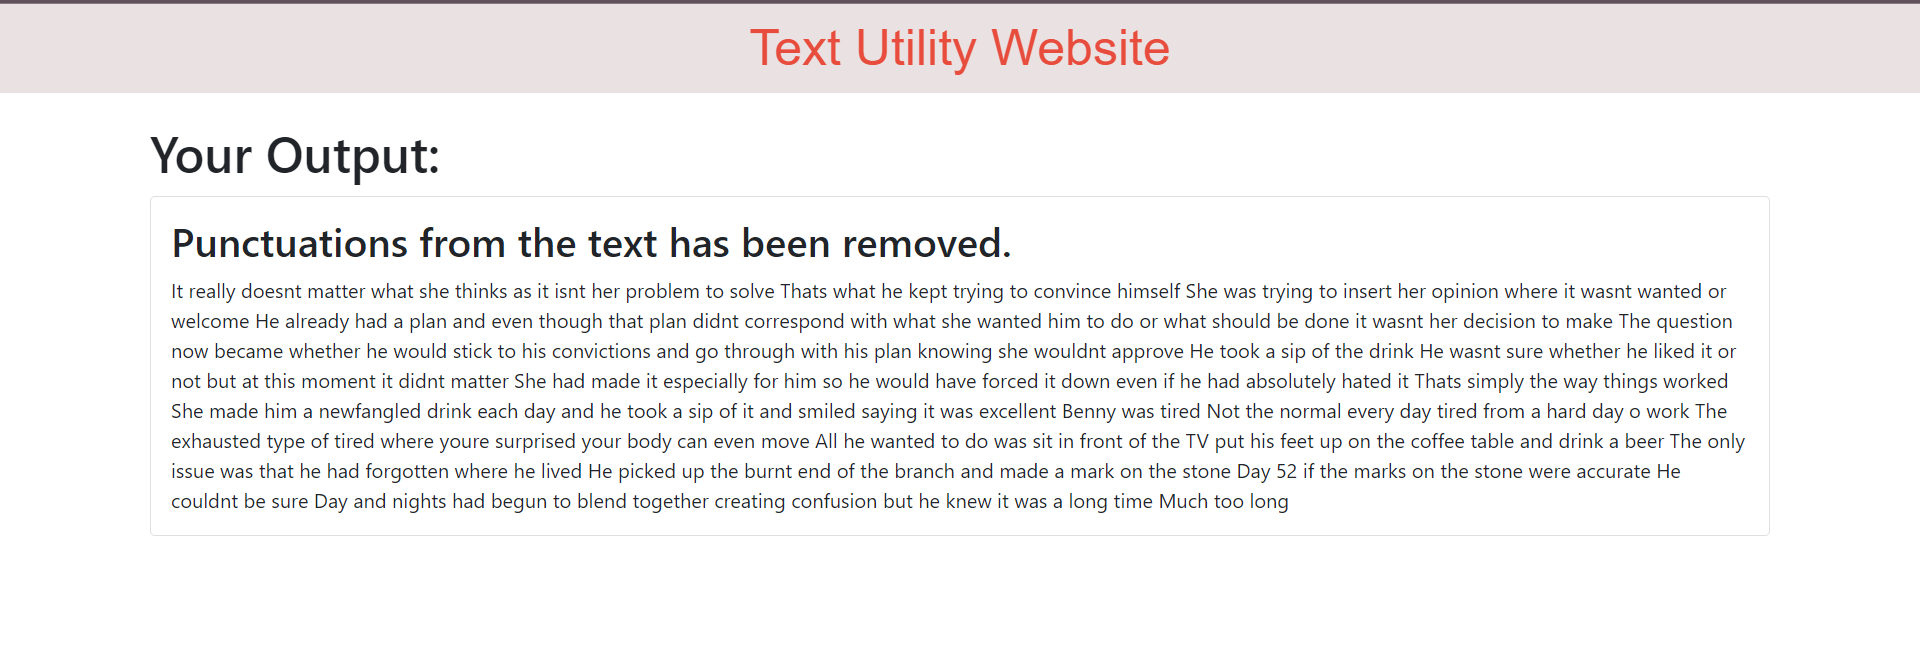 Text Utility Website
Your Output:
Punctuations from the text has been removed.
It really doesnt matter what she thinks as it isnt her problem to solve Thats what he kept trying to convince himself She was trying to insert her opinion where it wasnt wanted or
welcome He already had a plan and even though that plan didnt correspond with what she wanted him to do or what should be done it wasnt her decision to make The question
now became whether he would stick to his convictions and go through with his plan knowing she wouldnt approve He took a sip of the drink He wasnt sure whether he liked it or
not but at this moment it didnt matter She had made it especially for him so he would have forced it down even if he had absolutely hated it Thats simply the way things worked
She made him a newfangled drink each day and he took a sip of it and smiled saying it was excellent Benny was tired Not the normal every day tired from a hard day o work The
exhausted type of tired where youre surprised your body can even move All he wanted to do was sit in front of the TV put his feet up on the coffee table and drink a beer The only
issue was that he had forgotten where he lived He picked up the burnt end of the branch and made a mark on the stone Day 52 if the marks on the stone were accurate He
couldnt be sure Day and nights had begun to blend together creating confusion but he knew it was a long time Much too long